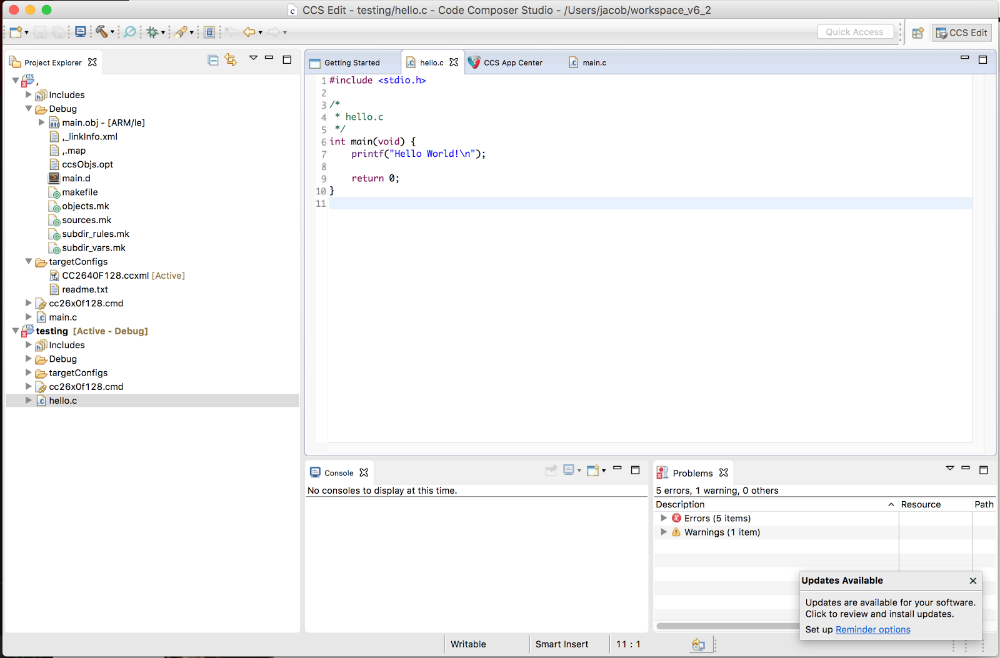 CCS Edit - testing/hello.c - Code Composer Studio - /Users/jacob/workspace_v6_2
Quick Access
CCS Edit
Project Explorer
CCS
,
Includes
Debug
main.obj - [ARM/le]
,_linkInfo.xml
,.map
ccsObjs.opt
main.d
makefile
objects.mk
sources.mk
subdir_rules.mk
subdir_vars.mk
targetConfigs
CC2640F128.ccxml [Active]
readme.txt
cc26x0f128.cmd
main.c
CCS
testing [Active - Debug]
Includes
Debug
targetConfigs
cc26x0f128.cmd
hello.c
Getting Started
hello.c
CCS App Center
main.c
1 #include <stdio.h>
2
3 /*
4 * hello.c
5 */
6 int main(void) {
7 printf("Hello World!\n");
8
9 return 0;
10 }
11
Console
No consoles to display at this time.
Problems
5 errors, 1 warning, 0 others
Description Resource Path
Errors (5 items)
Warnings (1 item)
Updates Available
Updates are available for your software.
Click to review and install updates.
Set up Reminder options
Writable
Smart Insert
11 : 1